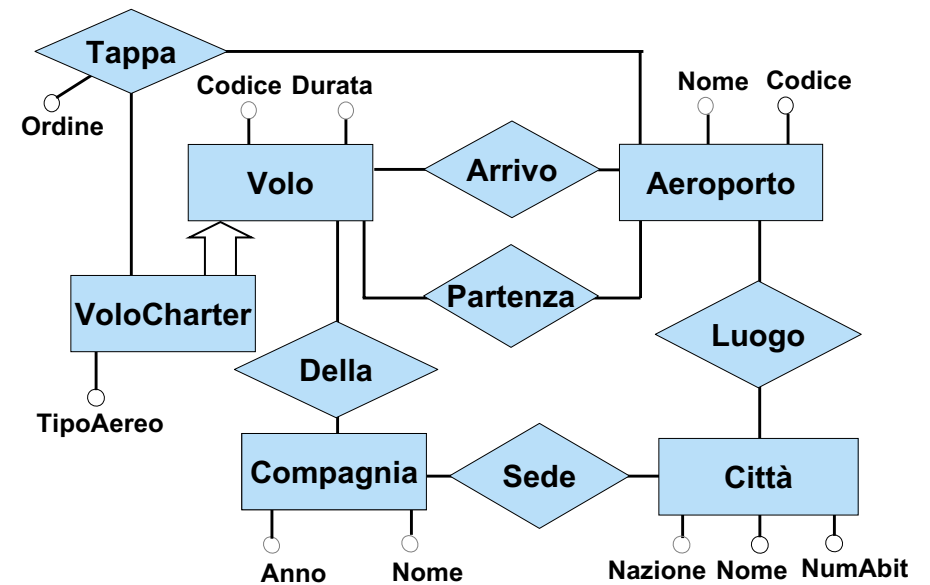 Tappa
Ordine
Codice Durata
Nome Codice
Volo
Arrivo
Aeroporto
VoloCharter
Partenza
TipoAereo
Della
Luogo
Compagnia
Sede
Città
Anno
Nome
Nazione Nome NumAbit